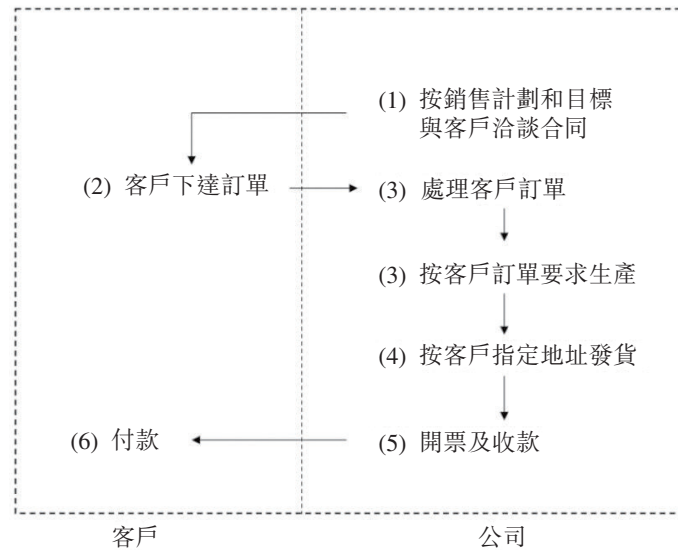 (1) 按銷售計劃和目標
與客戶洽談合同
(2) 客戶下達訂單
(3) 處理客戶訂單
(3) 按客戶訂單要求生產
(4) 按客戶指定地址發貨
(6) 付款
(5) 開票及收款
客戶
公司